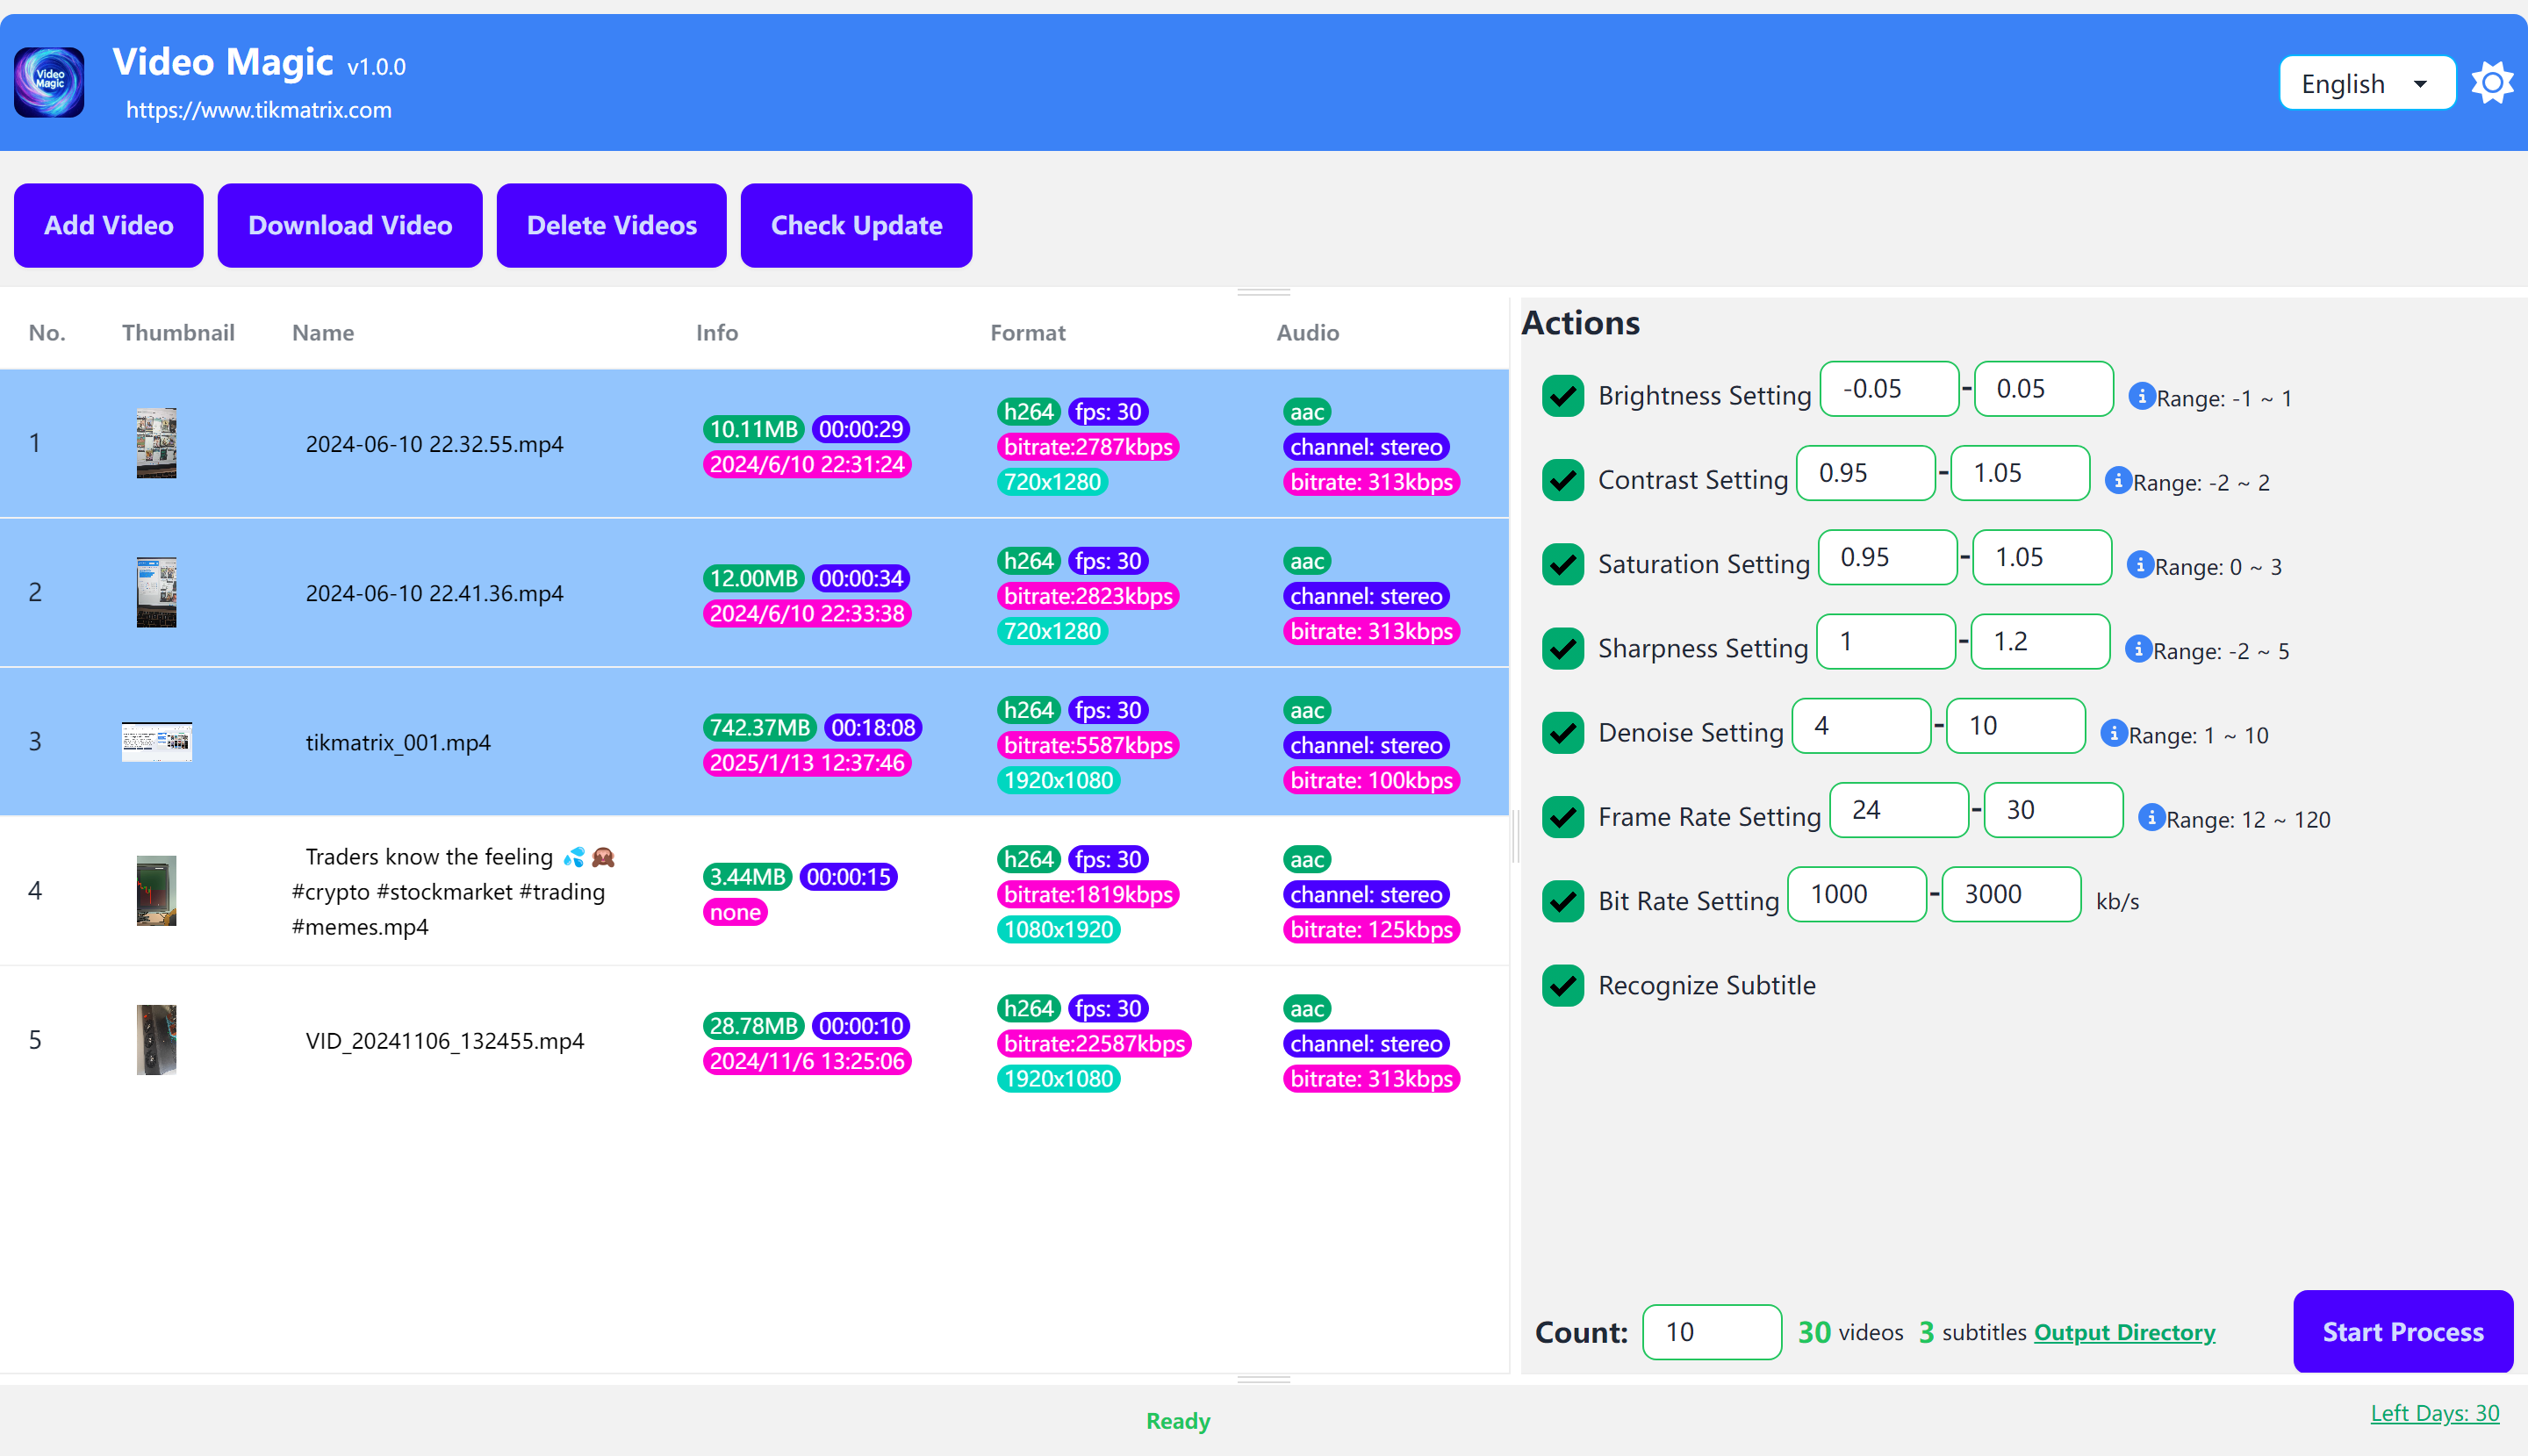 Video Magic
Video Magic v1.0.0
https://www.tikmatrix.com
English
Add Video Download Video Delete Videos Check Update
No. Thumbnail Name Info Format Audio
1 2024-06-10 22.32.55.mp4 10.11MB 00:00:29 2024/6/10 22:31:24 h264 fps: 30 bitrate:2787kbps 720x1280 aac channel: stereo bitrate: 313kbps
2 2024-06-10 22.41.36.mp4 12.00MB 00:00:34 2024/6/10 22:33:38 h264 fps: 30 bitrate:2823kbps 720x1280 aac channel: stereo bitrate: 313kbps
3 tikmatrix_001.mp4 742.37MB 00:18:08 2025/1/13 12:37:46 h264 fps: 30 bitrate:5587kbps 1920x1080 aac channel: stereo bitrate: 100kbps
4 Traders know the feeling 💦 🙈 #crypto #stockmarket #trading #memes.mp4 3.44MB 00:00:15 none h264 fps: 30 bitrate:1819kbps 1080x1920 aac channel: stereo bitrate: 125kbps
5 VID_20241106_132455.mp4 28.78MB 00:00:10 2024/11/6 13:25:06 h264 fps: 30 bitrate:22587kbps 1920x1080 aac channel: stereo bitrate: 313kbps
Actions
Brightness Setting -0.05 - 0.05 Range: -1 ~ 1
Contrast Setting 0.95 - 1.05 Range: -2 ~ 2
Saturation Setting 0.95 - 1.05 Range: 0 ~ 3
Sharpness Setting 1 - 1.2 Range: -2 ~ 5
Denoise Setting 4 - 10 Range: 1 ~ 10
Frame Rate Setting 24 - 30 Range: 12 ~ 120
Bit Rate Setting 1000 - 3000 kb/s
Recognize Subtitle
Count: 10 30 videos 3 subtitles Output Directory Start Process
Ready
Left Days: 30